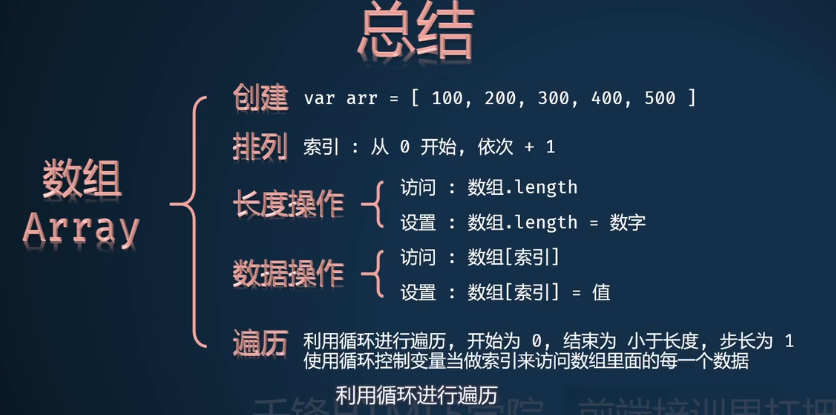 总结
数组
Array
创建 var arr = [ 100, 200, 300, 400, 500 ]
排列 索引 : 从 0 开始, 依次 + 1
长度操作
访问 : 数组.length
设置 : 数组.length = 数字
数据操作
访问 : 数组[索引]
设置 : 数组[索引] = 值
遍历 利用循环进行遍历, 开始为 0, 结束为 小于长度, 步长为 1
使用循环控制变量当做索引来访问数组里面的每一个数据
利用循环进行遍历